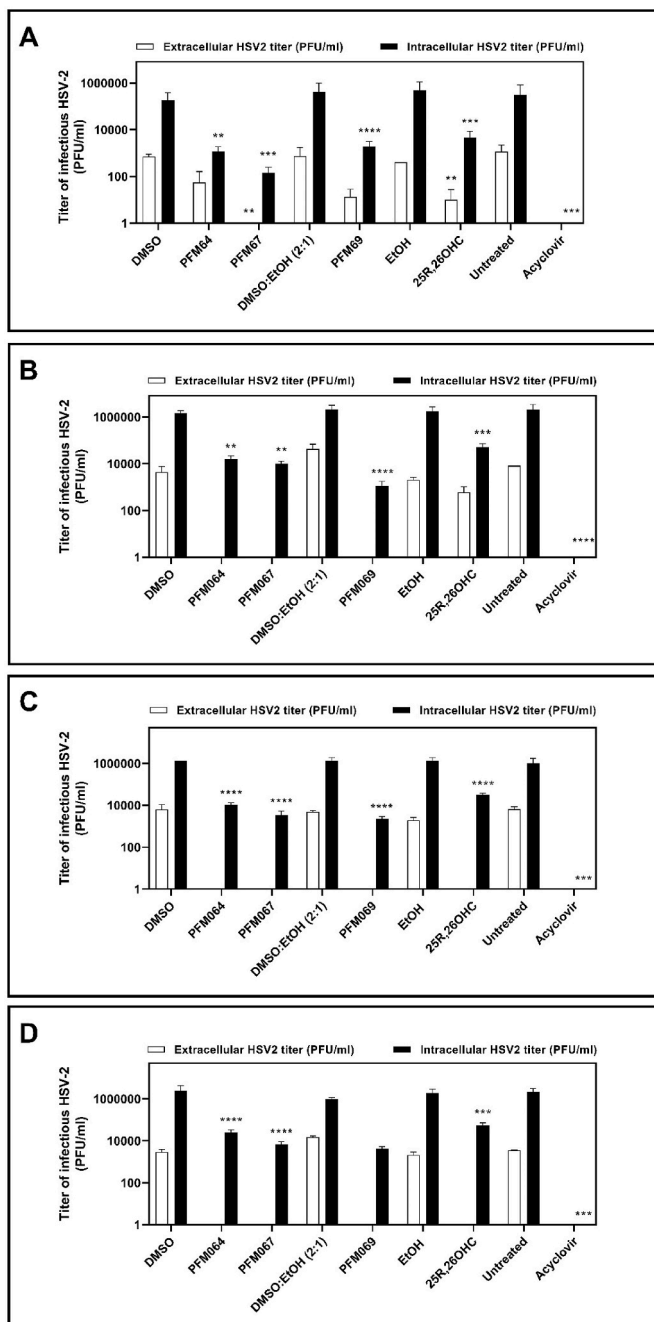 A
Extracellular HSV2 titer (PFU/ml) Intracellular HSV2 titer (PFU/ml)
Titer of infectious HSV-2
(PFU/ml)
1000000
10000
100
1
** *** **** *** ** ** ***
DMSO PFM64 PFM67 DMSO:EtOH (2:1) PFM69 EtOH 25R,26OHC Untreated Acyclovir
B
Extracellular HSV2 titer (PFU/ml) Intracellular HSV2 titer (PFU/ml)
Titer of infectious HSV-2
(PFU/ml)
1000000
10000
100
1
** ** **** *** ****
DMSO PFM064 PFM067 DMSO:EtOH (2:1) PFM069 EtOH 25R,26OHC Untreated Acyclovir
C
Extracellular HSV2 titer (PFU/ml) Intracellular HSV2 titer (PFU/ml)
Titer of infectious HSV-2
(PFU/ml)
1000000
10000
100
1
**** **** **** **** ***
DMSO PFM064 PFM067 DMSO:EtOH (2:1) PFM069 EtOH 25R,26OHC Untreated Acyclovir
D
Extracellular HSV2 titer (PFU/ml) Intracellular HSV2 titer (PFU/ml)
Titer of infectious HSV-2
(PFU/ml)
1000000
10000
100
1
**** **** *** ***
DMSO PFM064 PFM067 DMSO:EtOH (2:1) PFM069 EtOH 25R,26OHC Untreated Acyclovir